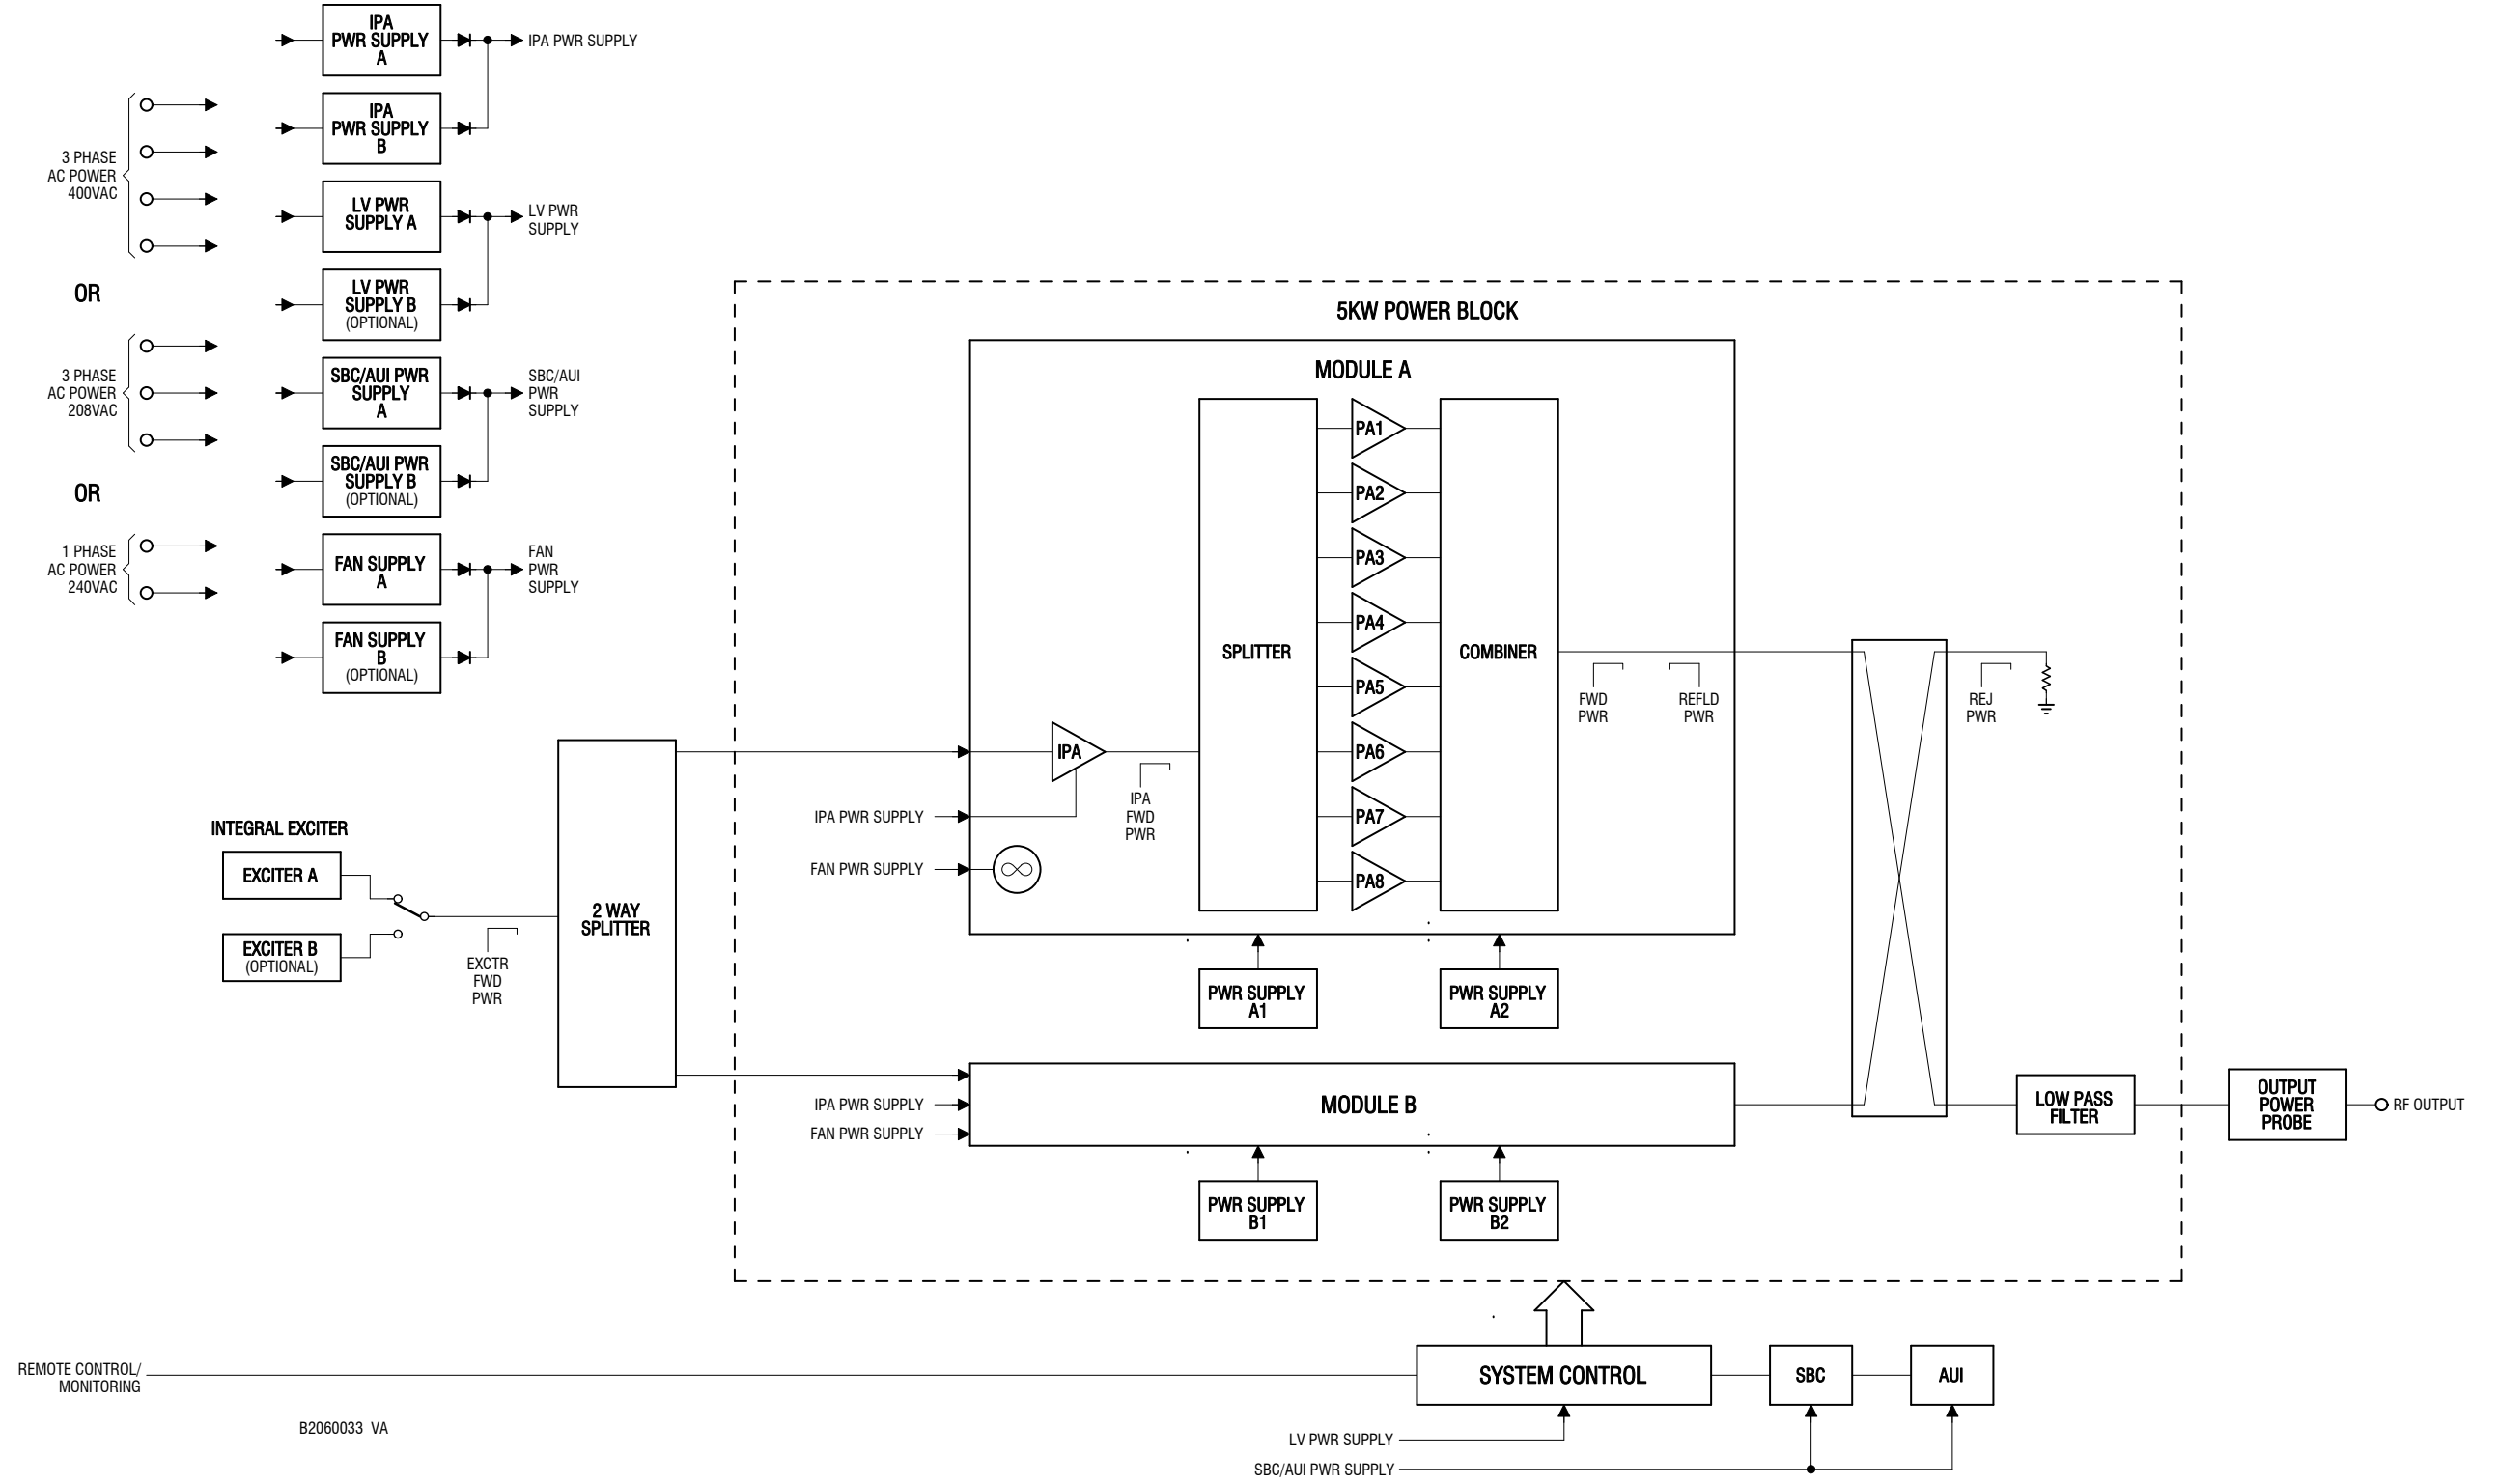 IPA
PWR SUPPLY
A
IPA PWR SUPPLY
IPA
PWR SUPPLY
B
3 PHASE
AC POWER
400VAC
LV PWR
SUPPLY A
LV PWR
SUPPLY
OR
LV PWR
SUPPLY B
(OPTIONAL)
3 PHASE
AC POWER
208VAC
SBC/AUI PWR
SUPPLY
A
SBC/AUI
PWR
SUPPLY
OR
SBC/AUI PWR
SUPPLY B
(OPTIONAL)
1 PHASE
AC POWER
240VAC
FAN SUPPLY
A
FAN
PWR
SUPPLY
FAN SUPPLY
B
(OPTIONAL)
5KW POWER BLOCK
MODULE A
SPLITTER
PA1
PA2
PA3
PA4
PA5
PA6
PA7
PA8
COMBINER
FWD
PWR
REFLD
PWR
REJ
PWR
IPA
IPA
FWD
PWR
IPA PWR SUPPLY
FAN PWR SUPPLY
INTEGRAL EXCITER
EXCITER A
EXCITER B
(OPTIONAL)
EXCTR
FWD
PWR
2 WAY
SPLITTER
PWR SUPPLY
A1
PWR SUPPLY
A2
IPA PWR SUPPLY
FAN PWR SUPPLY
MODULE B
LOW PASS
FILTER
OUTPUT
POWER
PROBE
RF OUTPUT
PWR SUPPLY
B1
PWR SUPPLY
B2
REMOTE CONTROL/
MONITORING
SYSTEM CONTROL
SBC
AUI
B2060033 VA
LV PWR SUPPLY
SBC/AUI PWR SUPPLY